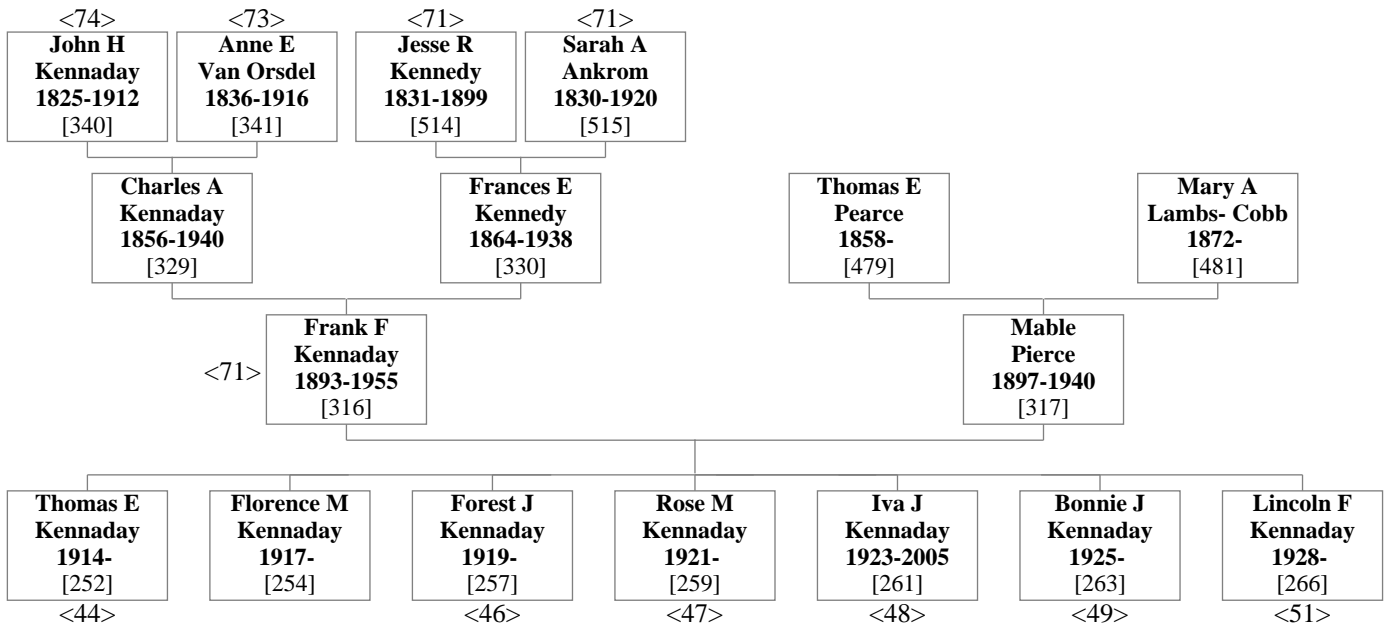 <74>
John H
Kennaday
1825-1912
[340]
<73>
Anne E
Van Orsdel
1836-1916
[341]
<71>
Jesse R
Kennedy
1831-1899
[514]
<71>
Sarah A
Ankrom
1830-1920
[515]
Charles A
Kennaday
1856-1940
[329]
Frances E
Kennedy
1864-1938
[330]
Thomas E
Pearce
1858-
[479]
Mary A
Lambs- Cobb
1872-
[481]
<71>
Frank F
Kennaday
1893-1955
[316]
Mable
Pierce
1897-1940
[317]
Thomas E
Kennaday
1914-
[252]
<44>
Florence M
Kennaday
1917-
[254]
Forest J
Kennaday
1919-
[257]
<46>
Rose M
Kennaday
1921-
[259]
<47>
Iva J
Kennaday
1923-2005
[261]
<48>
Bonnie J
Kennaday
1925-
[263]
<49>
Lincoln F
Kennaday
1928-
[266]
<51>